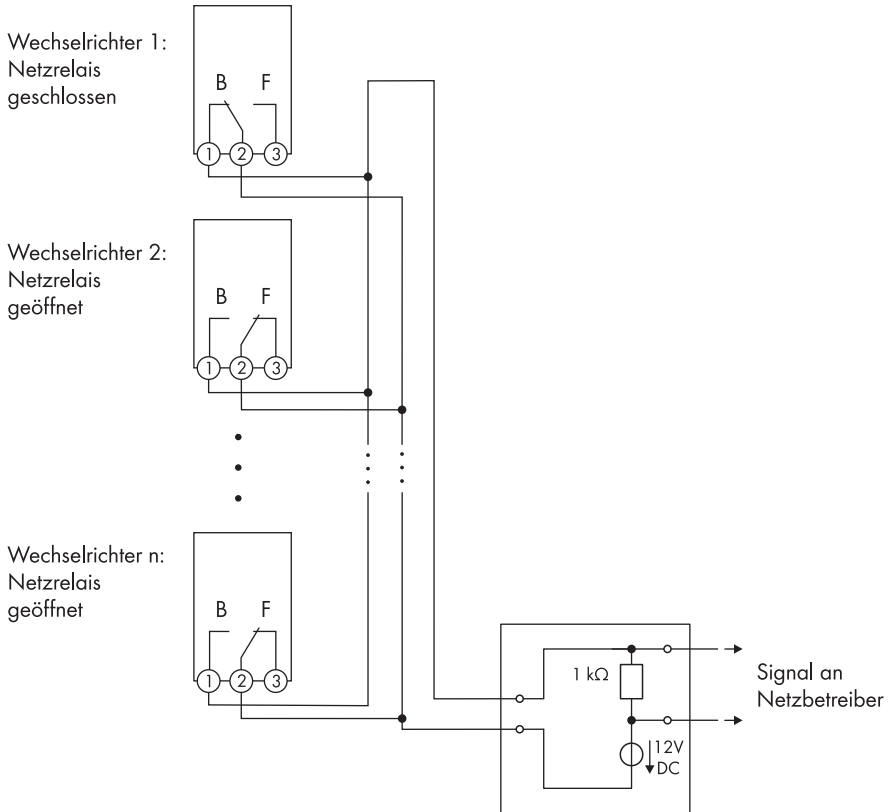 Wechselrichter 1:
Netzrelais
geschlossen
B F
1 2 3
Wechselrichter 2:
Netzrelais
geöffnet
B F
1 2 3
Wechselrichter n:
Netzrelais
geöffnet
B F
1 2 3
1 kΩ
Signal an
Netzbetreiber
12V
DC